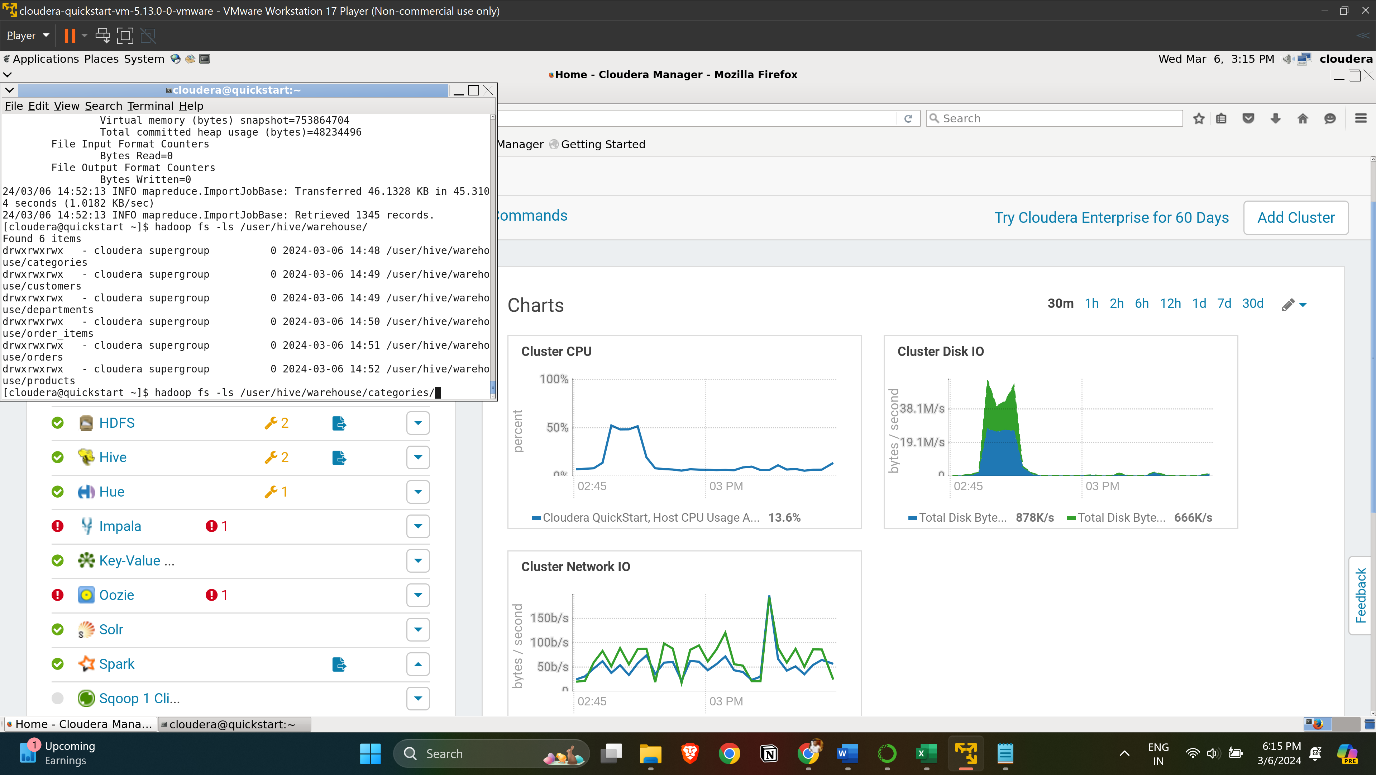 cloudera-quickstart-vm-5.13.0-0-vmware - VMware Workstation 17 Player (Non-commercial use only)
Player
Applications Places System
Wed Mar 6, 3:15 PM
cloudera
Home - Cloudera Manager - Mozilla Firefox
cloudera@quickstart:~
File Edit View Search Terminal Help
Virtual memory (bytes) snapshot=753864704
Total committed heap usage (bytes)=48234496
File Input Format Counters
Bytes Read=0
File Output Format Counters
Bytes Written=0
24/03/06 14:52:13 INFO mapreduce.ImportJobBase: Transferred 46.1328 KB in 45.310
4 seconds (1.0182 KB/sec)
24/03/06 14:52:13 INFO mapreduce.ImportJobBase: Retrieved 1345 records.
[cloudera@quickstart ~]$ hadoop fs -ls /user/hive/warehouse/
Found 6 items
drwxrwxrwx - cloudera supergroup 0 2024-03-06 14:48 /user/hive/wareho
use/categories
drwxrwxrwx - cloudera supergroup 0 2024-03-06 14:49 /user/hive/wareho
use/customers
drwxrwxrwx - cloudera supergroup 0 2024-03-06 14:49 /user/hive/wareho
use/departments
drwxrwxrwx - cloudera supergroup 0 2024-03-06 14:50 /user/hive/wareho
use/order_items
drwxrwxrwx - cloudera supergroup 0 2024-03-06 14:51 /user/hive/wareho
use/orders
drwxrwxrwx - cloudera supergroup 0 2024-03-06 14:52 /user/hive/wareho
use/products
[cloudera@quickstart ~]$ hadoop fs -ls /user/hive/warehouse/categories/
Search
Manager Getting Started
ommands
Try Cloudera Enterprise for 60 Days
Add Cluster
HDFS 2
Hive 2
Hue 1
Impala 1
Key-Value ...
Oozie 1
Solr
Spark
Sqoop 1 Cli...
Charts
30m 1h 2h 6h 12h 1d 7d 30d
Cluster CPU
percent
100%
50%
0%
02:45 03 PM
Cloudera QuickStart, Host CPU Usage A... 13.6%
Cluster Disk IO
bytes / second
38.1M/s
19.1M/s
0
02:45 03 PM
Total Disk Byte... 878K/s Total Disk Byte... 666K/s
Cluster Network IO
bytes / second
150b/s
100b/s
50b/s
0
02:45 03 PM
Feedback
Home - Cloudera Mana...
cloudera@quickstart:~
1
Upcoming
Earnings
Search
ENG
IN
6:15 PM
3/6/2024
PRE